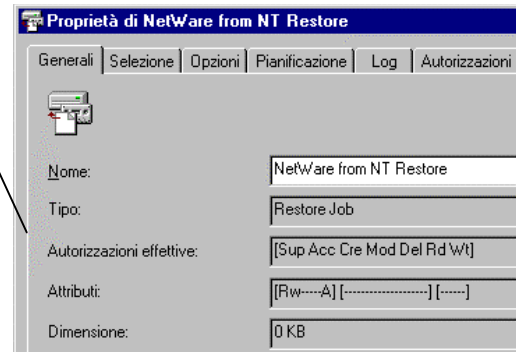 Proprietà di NetWare from NT Restore
Generali Selezione Opzioni Pianificazione Log Autorizzazioni
Nome: NetWare from NT Restore
Tipo: Restore Job
Autorizzazioni effettive: [Sup Acc Cre Mod Del Rd Wt]
Attributi: [Rw-----A] [--------------------] [------]
Dimensione: 0 KB